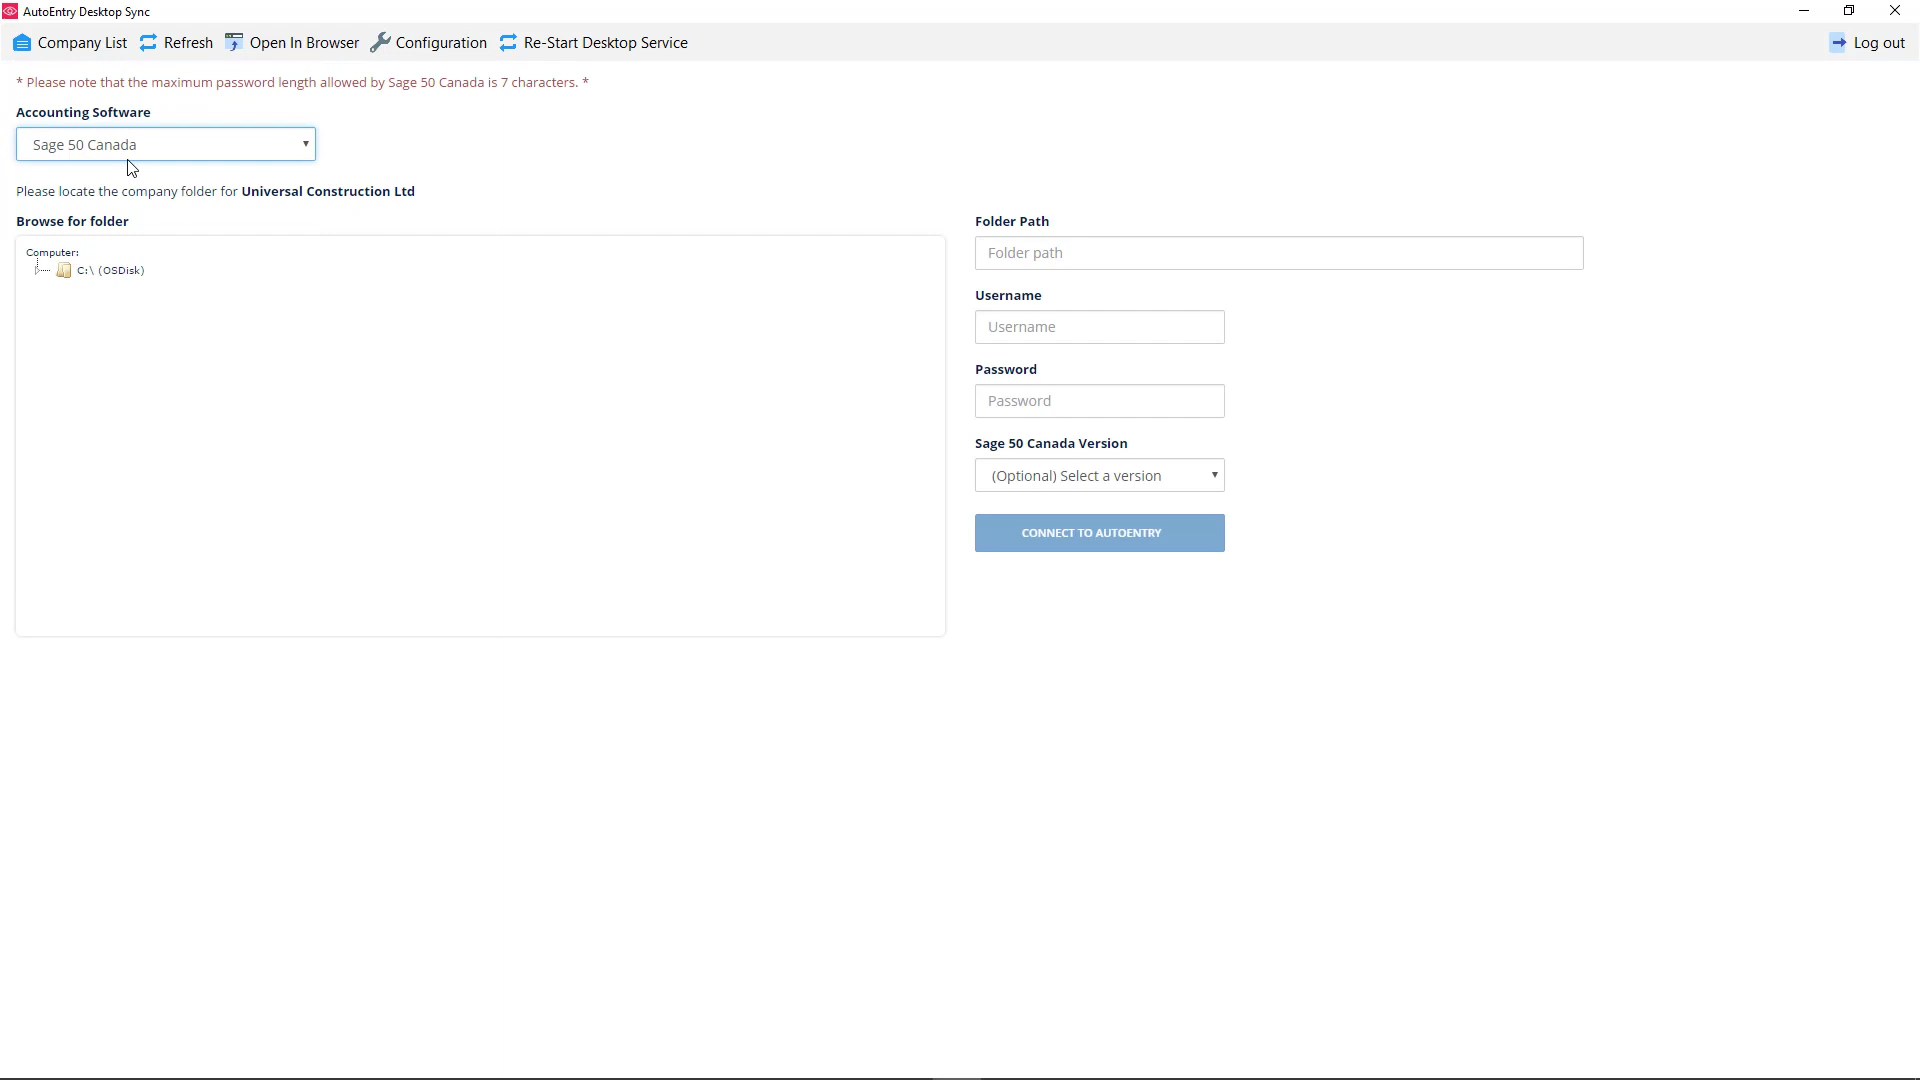 AutoEntry Desktop Sync
Company List Refresh Open In Browser Configuration Re-Start Desktop Service Log out
* Please note that the maximum password length allowed by Sage 50 Canada is 7 characters. *
Accounting Software
Sage 50 Canada
Please locate the company folder for Universal Construction Ltd
Browse for folder
Computer:
C:\ (OSDisk)
Folder Path
Folder path
Username
Username
Password
Password
Sage 50 Canada Version
(Optional) Select a version
CONNECT TO AUTOENTRY